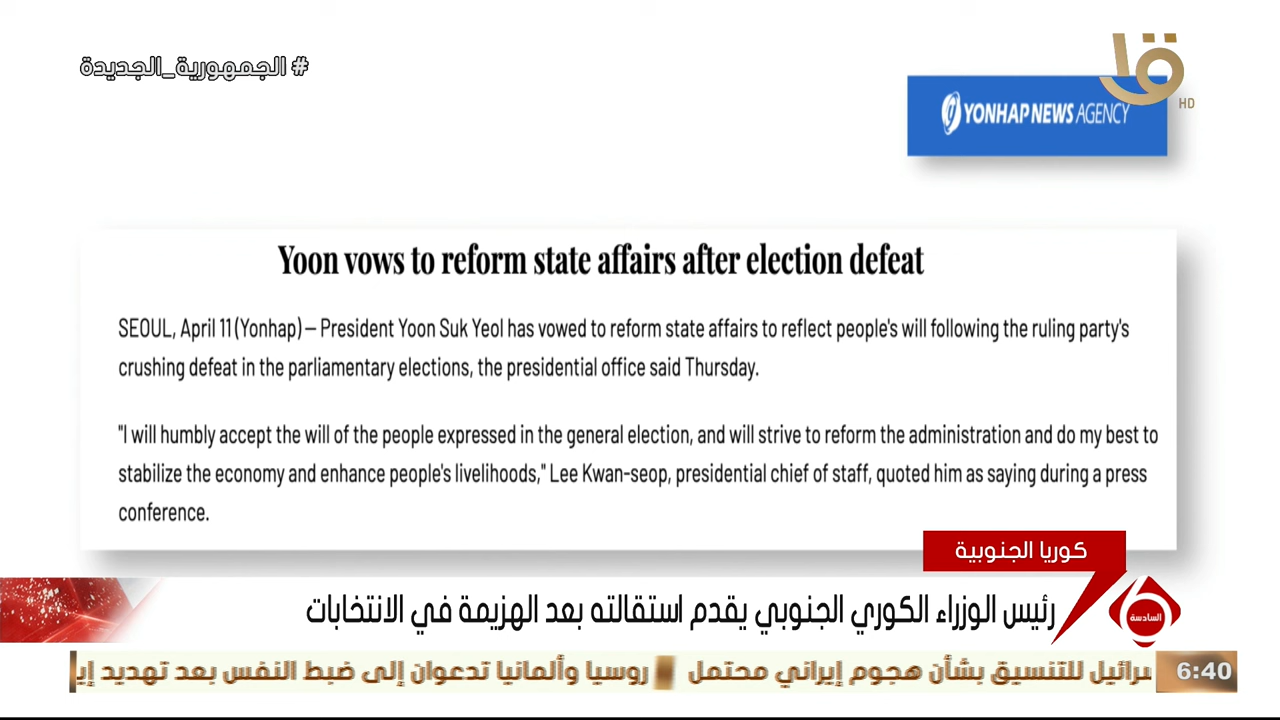 # الجمهورية_الجديدة
HD
YONHAP NEWS AGENCY
Yoon vows to reform state affairs after election defeat
SEOUL, April 11 (Yonhap) — President Yoon Suk Yeol has vowed to reform state affairs to reflect people's will following the ruling party's
crushing defeat in the parliamentary elections, the presidential office said Thursday.
"I will humbly accept the will of the people expressed in the general election, and will strive to reform the administration and do my best to
stabilize the economy and enhance people's livelihoods," Lee Kwan-seop, presidential chief of staff, quoted him as saying during a press
conference.
كوريا الجنوبية
رئيس الوزراء الكوري الجنوبي يقدم استقالته بعد الهزيمة في الانتخابات
السادسة
للتنسيق بشأن هجوم إيراني محتمل
روسيا وألمانيا تدعوان إلى ضبط النفس بعد تهديد
6:40